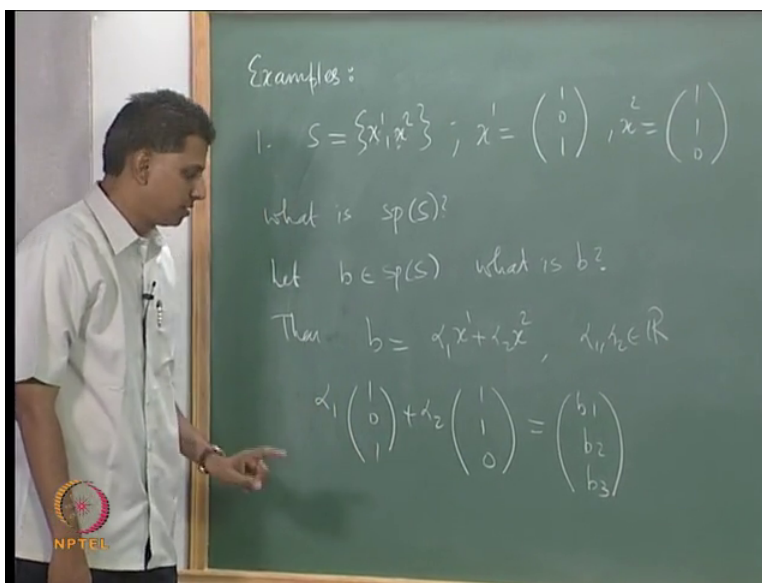 Examples:
1. S = {x¹, x²} ; x¹ = (1 0 1), x² = (1 1 0)
what is sp(S)?
Let b ∈ sp(S) what is b?
Then b = α₁x¹ + α₂x², α₁, α₂ ∈ ℝ
α₁ (1 0 1) + α₂ (1 1 0) = (b₁ b₂ b₃)
NPTEL